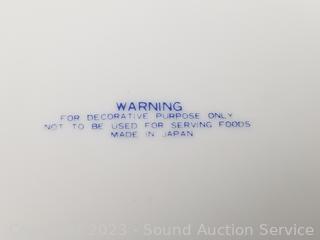 WARNING
FOR DECORATIVE PURPOSE ONLY
NOT TO BE USED FOR SERVING FOODS
MADE IN JAPAN
2023 - Sound Auction Service